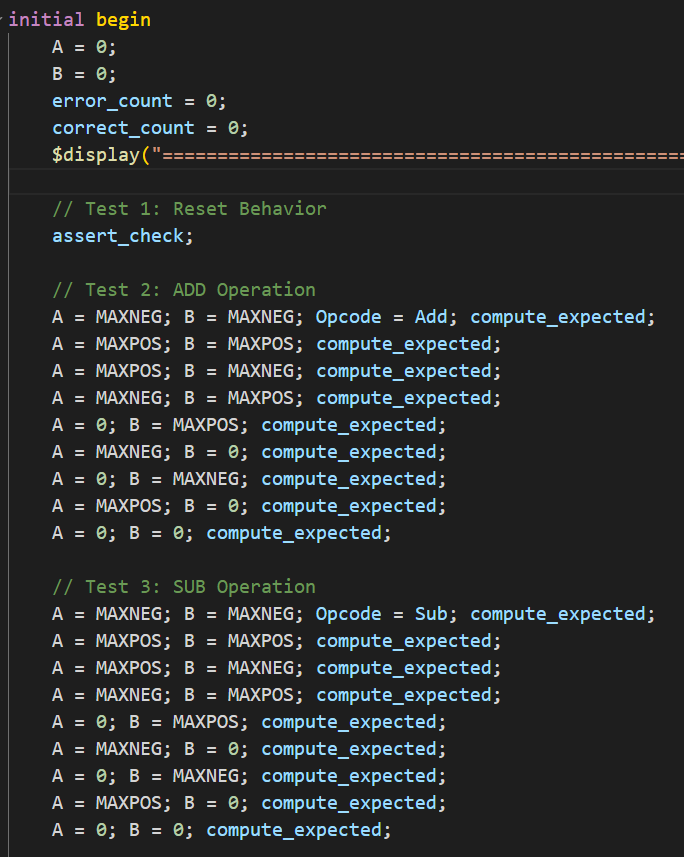 initial begin
A = 0;
B = 0;
error_count = 0;
correct_count = 0;
$display("================================================
// Test 1: Reset Behavior
assert_check;
// Test 2: ADD Operation
A = MAXNEG; B = MAXNEG; Opcode = Add; compute_expected;
A = MAXPOS; B = MAXPOS; compute_expected;
A = MAXPOS; B = MAXNEG; compute_expected;
A = MAXNEG; B = MAXPOS; compute_expected;
A = 0; B = MAXPOS; compute_expected;
A = MAXNEG; B = 0; compute_expected;
A = 0; B = MAXNEG; compute_expected;
A = MAXPOS; B = 0; compute_expected;
A = 0; B = 0; compute_expected;
// Test 3: SUB Operation
A = MAXNEG; B = MAXNEG; Opcode = Sub; compute_expected;
A = MAXPOS; B = MAXPOS; compute_expected;
A = MAXPOS; B = MAXNEG; compute_expected;
A = MAXNEG; B = MAXPOS; compute_expected;
A = 0; B = MAXPOS; compute_expected;
A = MAXNEG; B = 0; compute_expected;
A = 0; B = MAXNEG; compute_expected;
A = MAXPOS; B = 0; compute_expected;
A = 0; B = 0; compute_expected;